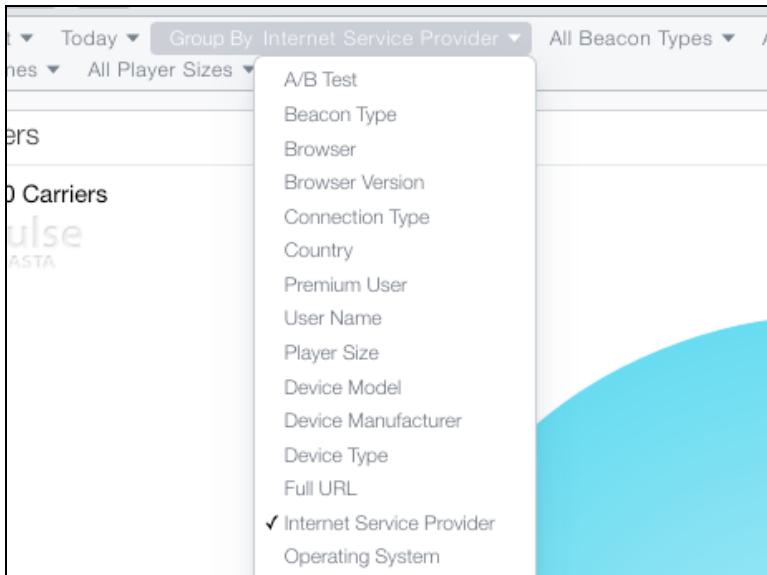 t Today Group By Internet Service Provider All Beacon Types
nes All Player Sizes
ers
0 Carriers
ulse
ASTA
A/B Test
Beacon Type
Browser
Browser Version
Connection Type
Country
Premium User
User Name
Player Size
Device Model
Device Manufacturer
Device Type
Full URL
✓ Internet Service Provider
Operating System